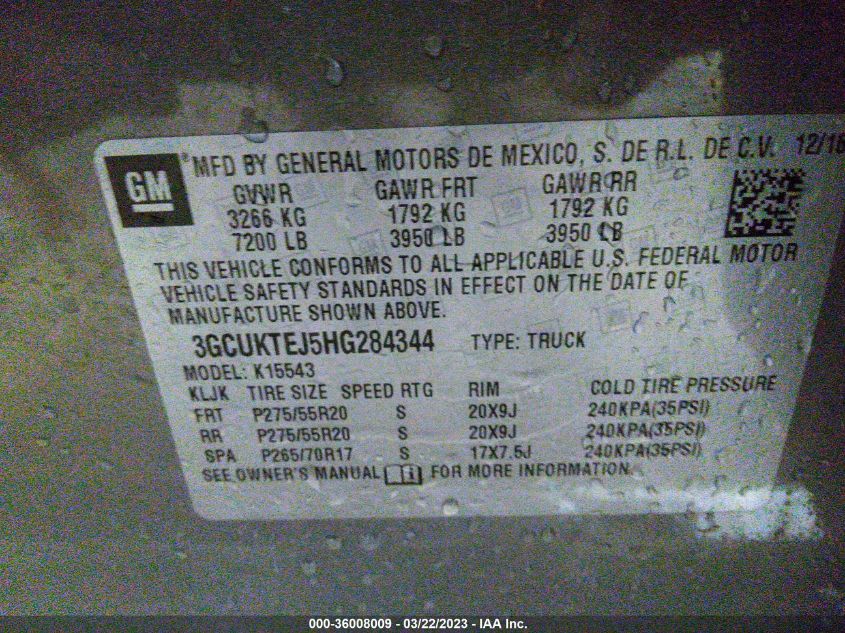 GM ® MFD BY GENERAL MOTORS DE MEXICO, S. DE R.L. DE C.V. 12/16
GVWR GAWR FRT GAWR RR
3266 KG 1792 KG 1792 KG
7200 LB 3950 LB 3950 LB
THIS VEHICLE CONFORMS TO ALL APPLICABLE U.S. FEDERAL MOTOR
VEHICLE SAFETY STANDARDS IN EFFECT ON THE DATE OF
MANUFACTURE SHOWN ABOVE.
3GCUKTEJ5HG284344 TYPE: TRUCK
MODEL: K15543
KLJK TIRE SIZE SPEED RTG RIM COLD TIRE PRESSURE
FRT P275/55R20 S 20X9J 240KPA(35PSI)
RR P275/55R20 S 20X9J 240KPA(35PSI)
SPA P265/70R17 S 17X7.5J 240KPA(35PSI)
SEE OWNER'S MANUAL i FOR MORE INFORMATION.
000-36008009 - 03/22/2023 - IAA Inc.